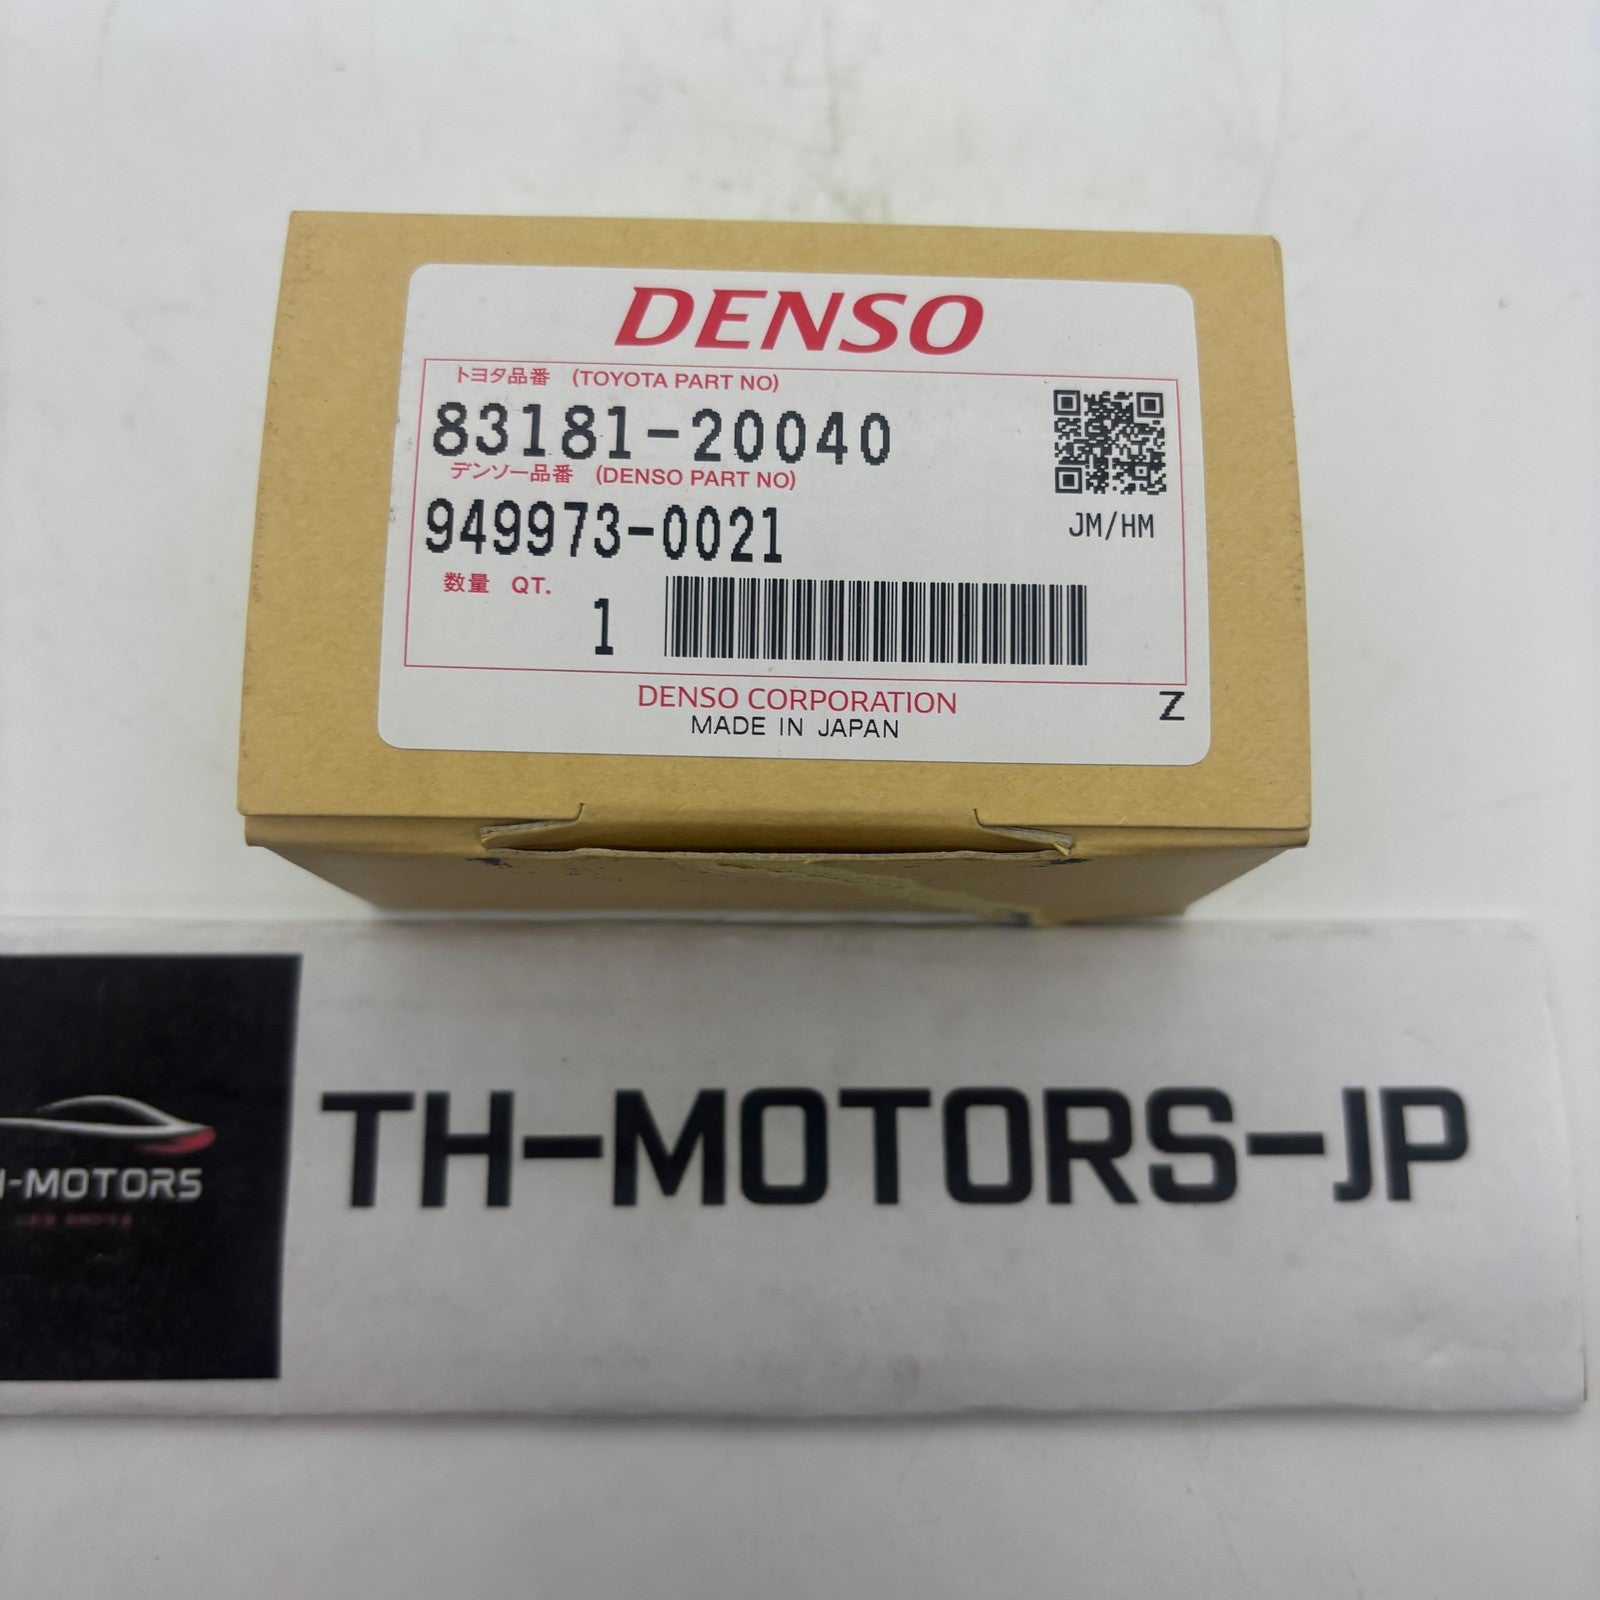 DENSO
トヨタ品番 (TOYOTA PART NO)
83181-20040
デンソー品番 (DENSO PART NO)
949973-0021
JM/HM
数量 QT.
1
DENSO CORPORATION
MADE IN JAPAN
Z
TH-MOTORS-JP
-MOTORS